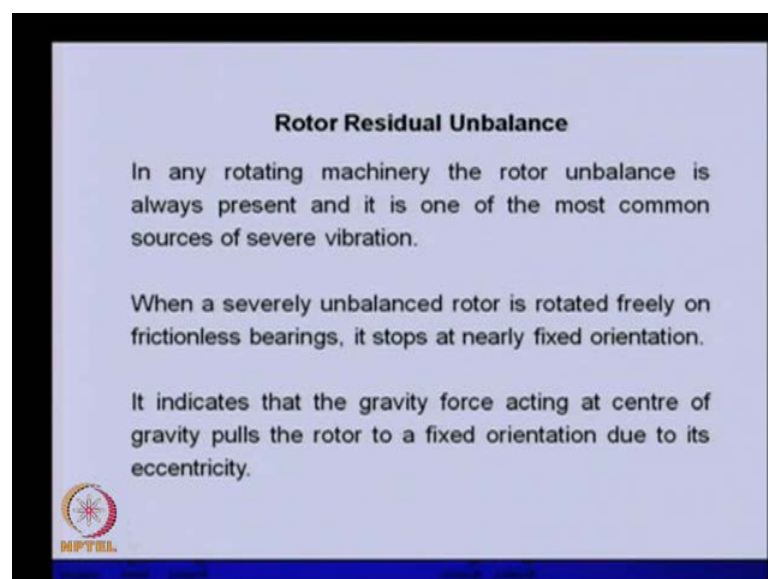 Rotor Residual Unbalance
In any rotating machinery the rotor unbalance is
always present and it is one of the most common
sources of severe vibration.
When a severely unbalanced rotor is rotated freely on
frictionless bearings, it stops at nearly fixed orientation.
It indicates that the gravity force acting at centre of
gravity pulls the rotor to a fixed orientation due to its
eccentricity.
NPTEL